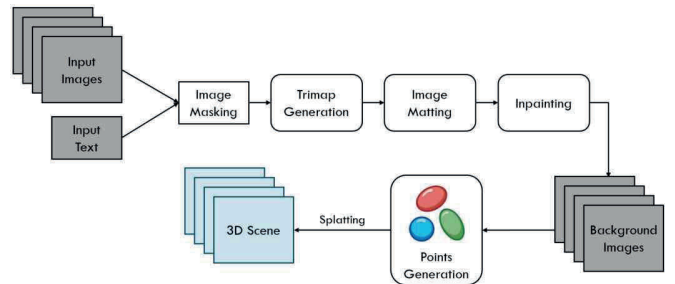 Input
Images
Input
Text
Image
Masking
Trimap
Generation
Image
Matting
Inpainting
3D Scene
Splatting
Points
Generation
Background
Images